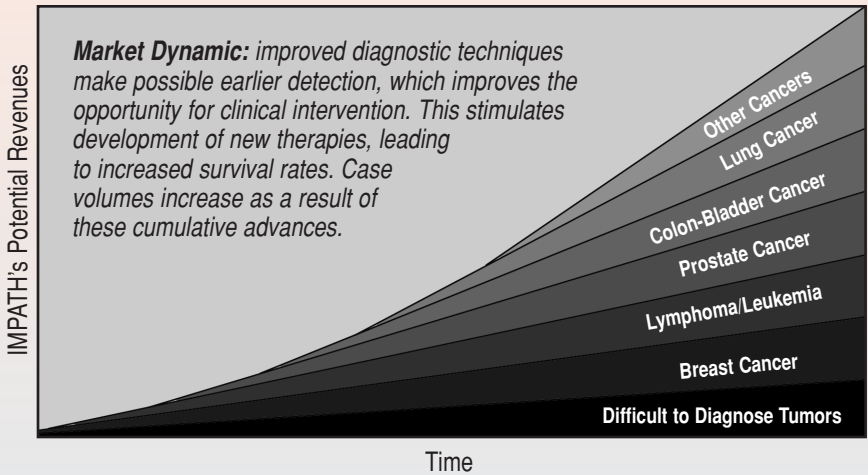 IMPATH's Potential Revenues
Market Dynamic: improved diagnostic techniques
make possible earlier detection, which improves the
opportunity for clinical intervention. This stimulates
development of new therapies, leading
to increased survival rates. Case
volumes increase as a result of
these cumulative advances.
Other Cancers
Lung Cancer
Colon-Bladder Cancer
Prostate Cancer
Lymphoma/Leukemia
Breast Cancer
Difficult to Diagnose Tumors
Time